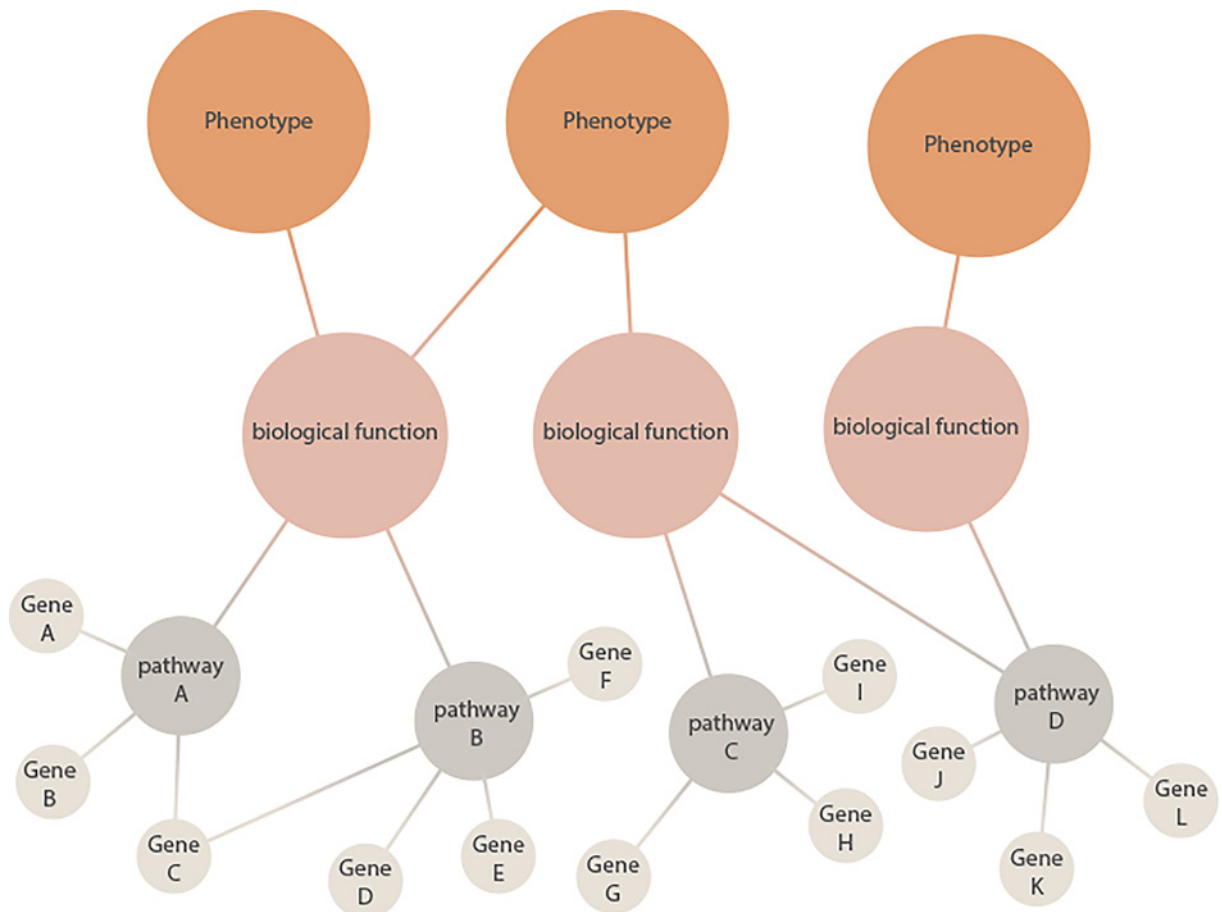 Phenotype
Phenotype
Phenotype
biological function
biological function
biological function
Gene
A
pathway
A
Gene
B
Gene
C
pathway
B
Gene
F
Gene
D
Gene
E
pathway
C
Gene
I
Gene
H
Gene
G
pathway
D
Gene
J
Gene
K
Gene
L